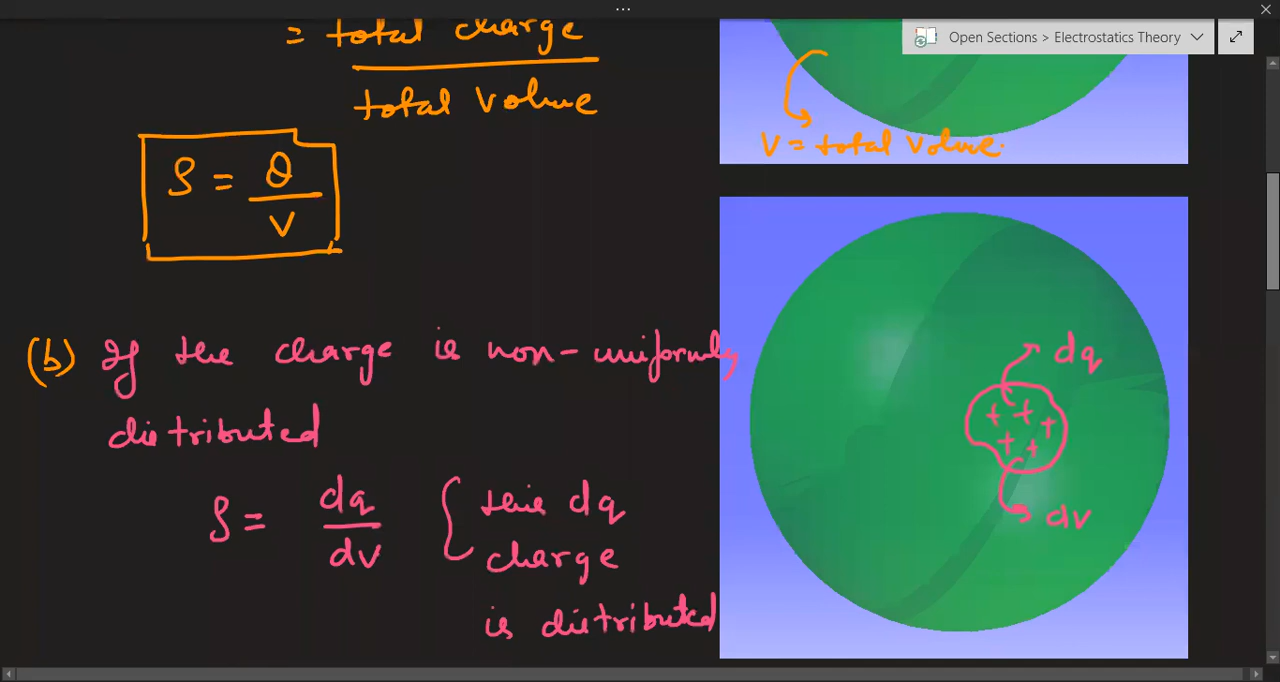 ...
Open Sections > Electrostatics Theory
= total charge
total volume
V = total volume.
ρ = Q
V
(b) If the charge is non-uniformly
distributed
ρ = dq
dv
{ this dq
charge
is distributed
dq
+ + + + +
dv